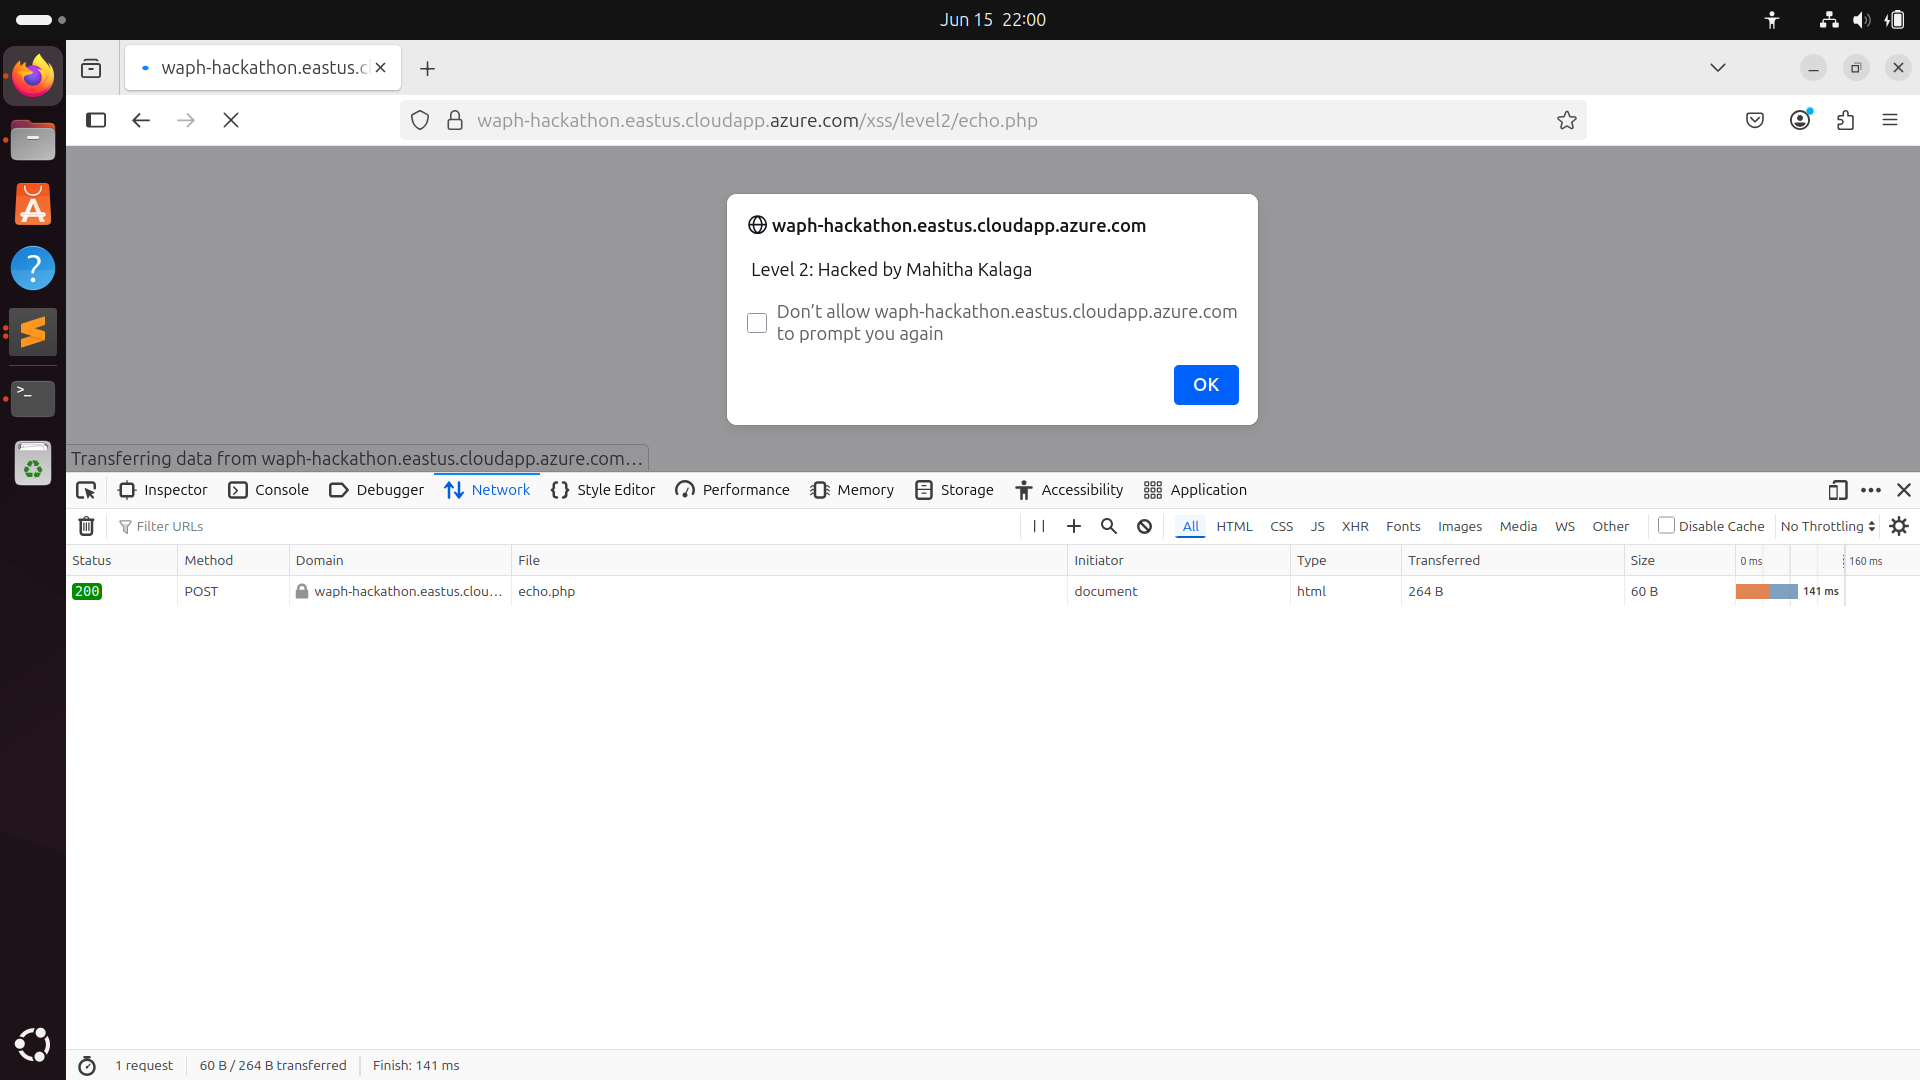 Jun 15 22:00
waph-hackathon.eastus.c
waph-hackathon.eastus.cloudapp.azure.com/xss/level2/echo.php
waph-hackathon.eastus.cloudapp.azure.com
Level 2: Hacked by Mahitha Kalaga
Don’t allow waph-hackathon.eastus.cloudapp.azure.com
to prompt you again
OK
Transferring data from waph-hackathon.eastus.cloudapp.azure.com…
Inspector Console Debugger Network Style Editor Performance Memory Storage Accessibility Application
Filter URLs All HTML CSS JS XHR Fonts Images Media WS Other Disable Cache No Throttling
Status Method Domain File Initiator Type Transferred Size 0 ms 160 ms
200 POST waph-hackathon.eastus.clou… echo.php document html 264 B 60 B 141 ms
1 request 60 B / 264 B transferred Finish: 141 ms